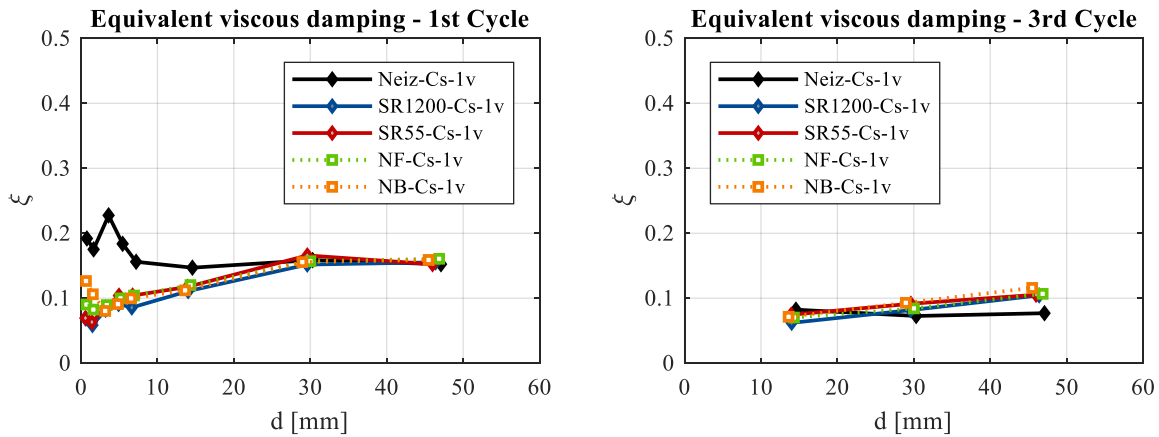 Equivalent viscous damping - 1st Cycle
0.5
0.4
0.3
0.2
0.1
0
ξ
Neiz-Cs-1v
SR1200-Cs-1v
SR55-Cs-1v
NF-Cs-1v
NB-Cs-1v
0 10 20 30 40 50 60
d [mm]
Equivalent viscous damping - 3rd Cycle
0.5
0.4
0.3
0.2
0.1
0
ξ
Neiz-Cs-1v
SR1200-Cs-1v
SR55-Cs-1v
NF-Cs-1v
NB-Cs-1v
0 10 20 30 40 50 60
d [mm]